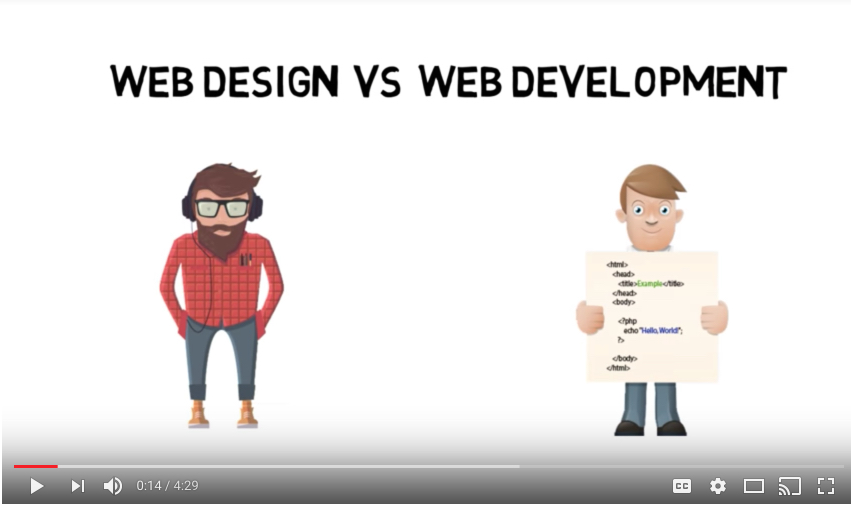 WEB DESIGN VS WEB DEVELOPMENT
<html>
<head>
<title>Example</title>
</head>
<body>
<?php
echo "Hello, World!";
?>
</body>
</html>
0:14 / 4:29
CC